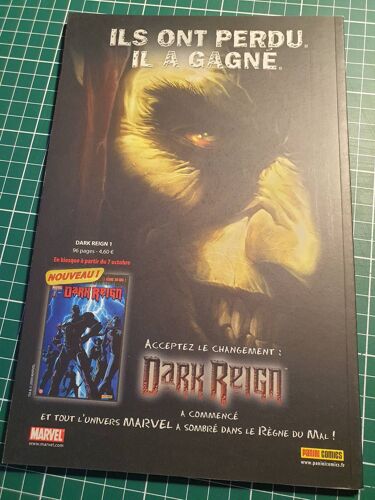 ILS ONT PERDU.
IL A GAGNÉ.
DARK REIGN 1
96 pages - 4,60 €
En kiosque à partir du 7 octobre
NOUVEAU !
DARK REIGN
ACCEPTEZ LE CHANGEMENT :
DARK REIGN
A COMMENCÉ
ET TOUT L'UNIVERS MARVEL A SOMBRÉ DANS LE RÈGNE DU MAL !
MARVEL
www.marvel.com
PANINI COMICS
www.paninicomics.fr